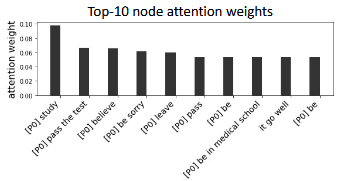 Top-10 node attention weights
attention weight
0.10
0.08
0.06
0.04
0.02
0.00
[P0] study
[P0] pass the test
[P0] believe
[P0] be sorry
[P0] leave
[P0] pass
[P0] be
[P0] be in medical school
it go well
[P0] be